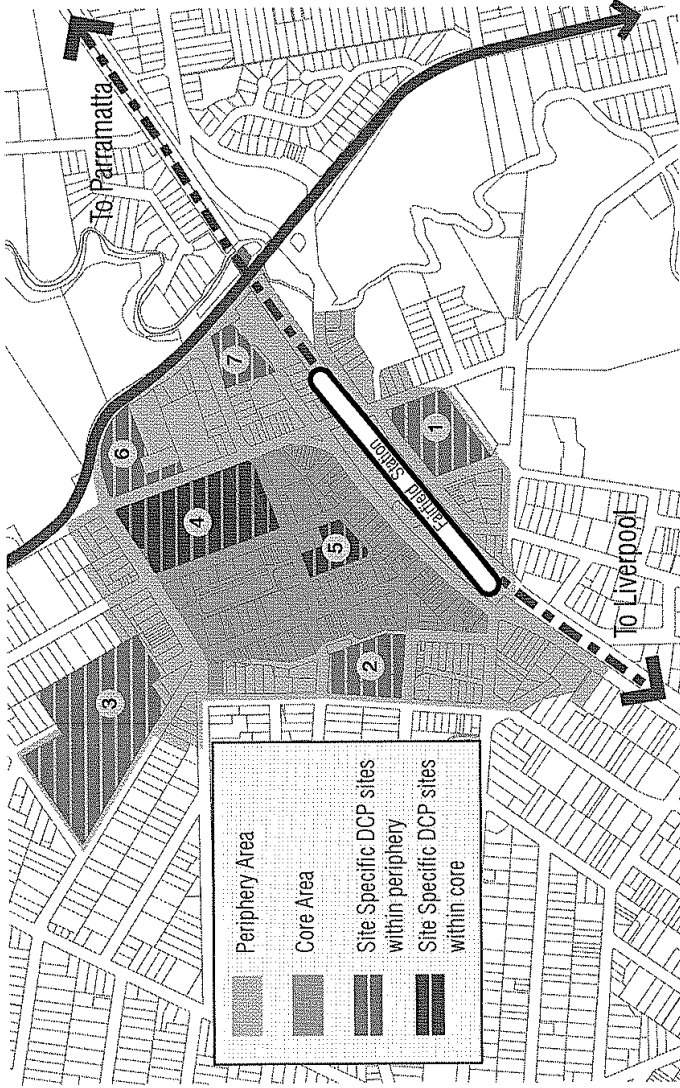 To Parramatta
3
6
4
7
5
2
Fairfield Station
1
To Liverpool
Periphery Area
Core Area
Site Specific DCP sites
within periphery
Site Specific DCP sites
within core